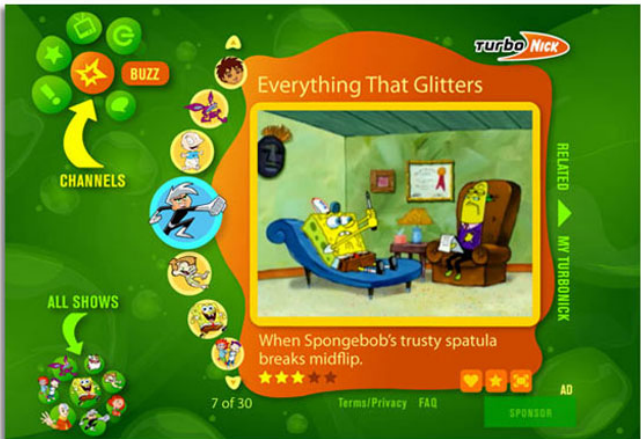 TURBO NICK
BUZZ
CHANNELS
Everything That Glitters
RELATED
MY TURBONICK
ALL SHOWS
When Spongebob's trusty spatula
breaks midflip.
7 of 30
Terms/Privacy FAQ
AD
SPONSOR